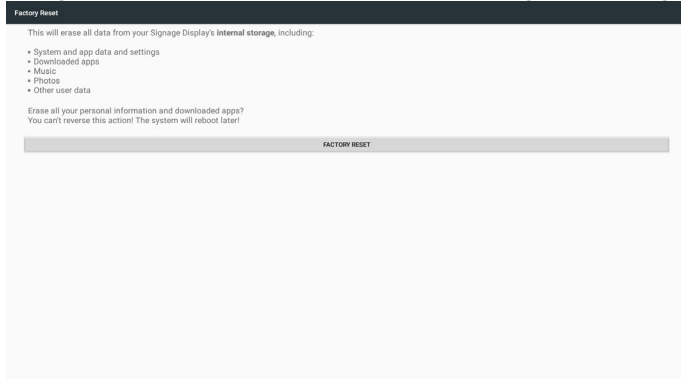 Factory Reset
This will erase all data from your Signage Display's internal storage, including:
• System and app data and settings
• Downloaded apps
• Music
• Photos
• Other user data
Erase all your personal information and downloaded apps?
You can't reverse this action! The system will reboot later!
FACTORY RESET